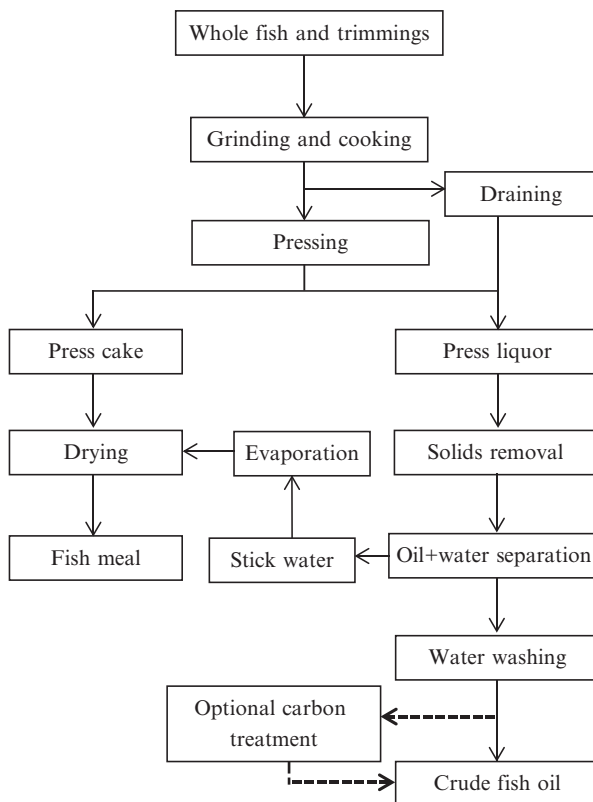 Whole fish and trimmings
Grinding and cooking
Draining
Pressing
Press cake
Press liquor
Drying
Evaporation
Solids removal
Fish meal
Stick water
Oil+water separation
Water washing
Optional carbon
treatment
Crude fish oil